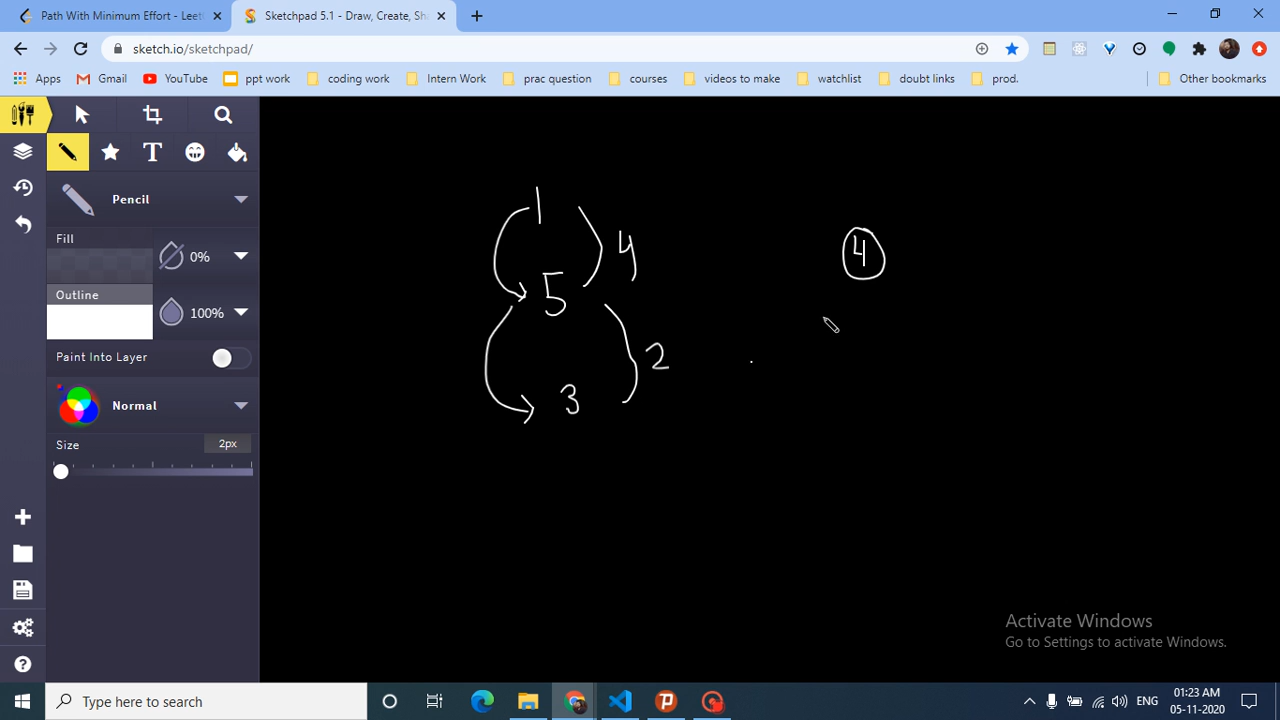 Path With Minimum Effort - Leet
Sketchpad 5.1 - Draw, Create, Sh
sketch.io/sketchpad/
Apps
Gmail
YouTube
ppt work
coding work
Intern Work
prac question
courses
videos to make
watchlist
doubt links
prod.
Other bookmarks
Pencil
Fill
0%
Outline
100%
Paint Into Layer
Normal
Size
2px
1
4
5
2
3
4
Activate Windows
Go to Settings to activate Windows.
Type here to search
ENG
01:23 AM
05-11-2020